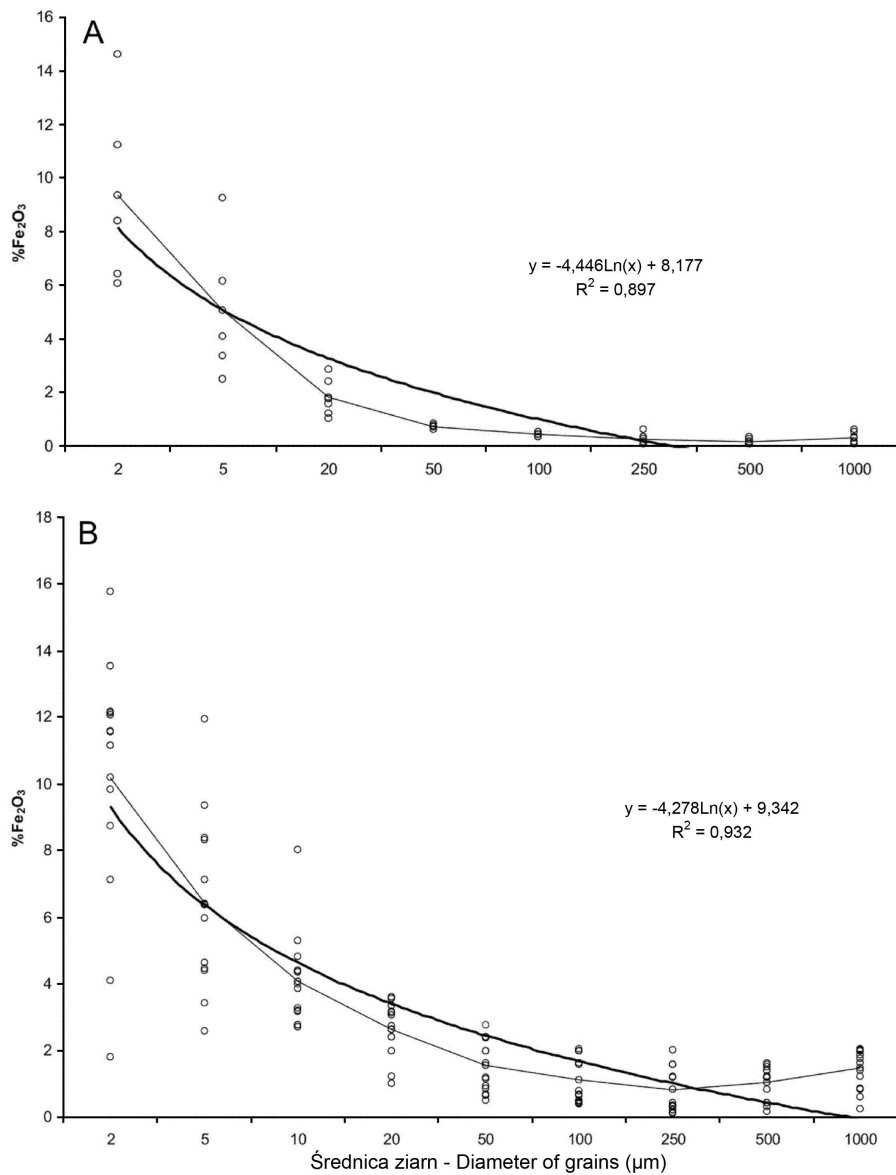 A
16
14
12
10
8
6
4
2
0
%Fe₂O₃
y = -4,446Ln(x) + 8,177
R² = 0,897
2 5 20 50 100 250 500 1000
B
18
16
14
12
10
8
6
4
2
0
%Fe₂O₃
y = -4,278Ln(x) + 9,342
R² = 0,932
2 5 10 20 50 100 250 500 1000
Średnica ziarn - Diameter of grains (µm)